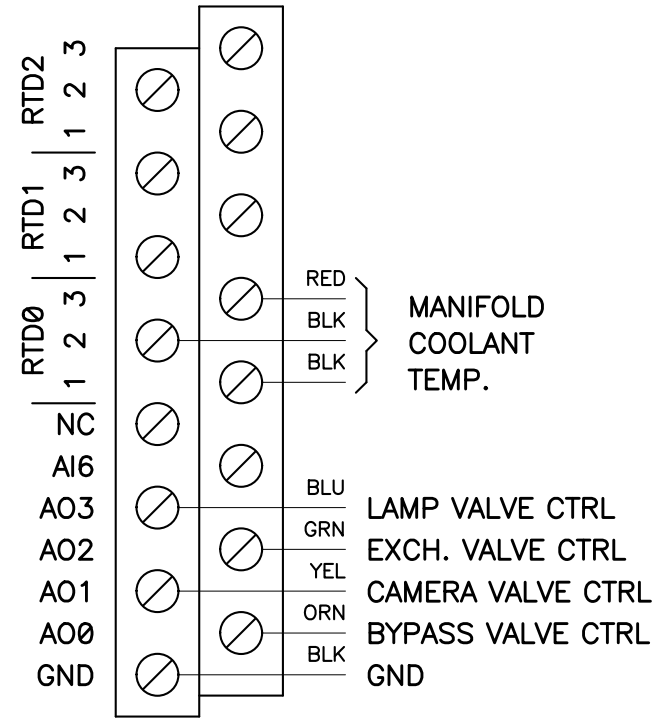 RTD2
3
2
1
RTD1
3
2
1
RTD0
3
2
1
NC
AI6
AO3
AO2
AO1
AO0
GND
RED
BLK
BLK
MANIFOLD
COOLANT
TEMP.
BLU
LAMP VALVE CTRL
GRN
EXCH. VALVE CTRL
YEL
CAMERA VALVE CTRL
ORN
BYPASS VALVE CTRL
BLK
GND